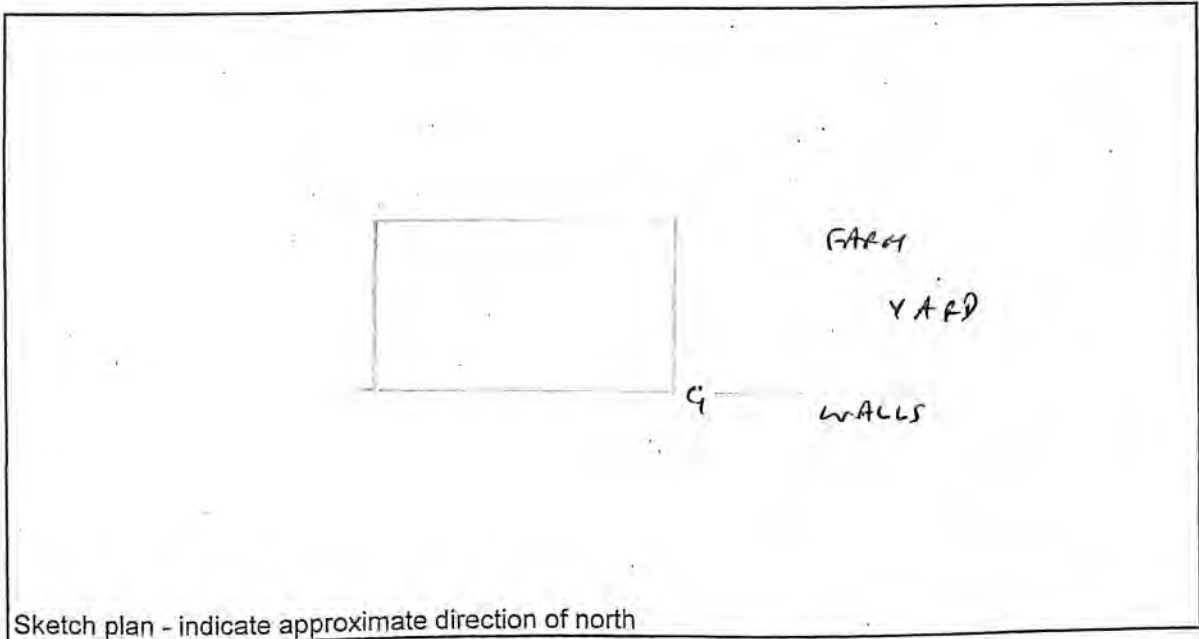 FARM
YARD
G
WALLS
Sketch plan - indicate approximate direction of north